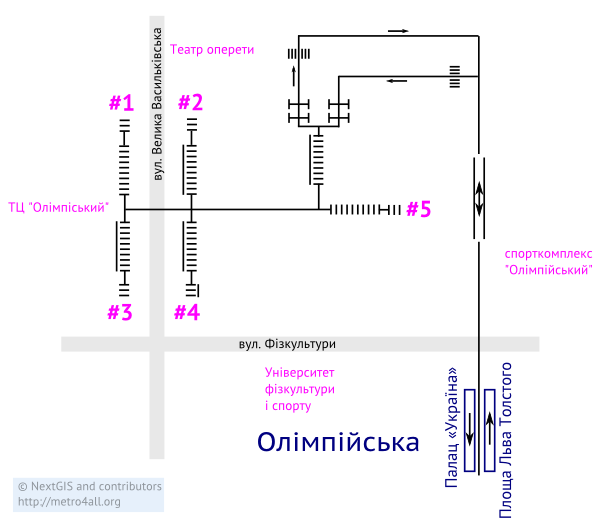 Театр оперети
вул. Велика Васильківська
#1
#2
ТЦ "Олімпіський"
#5
спорткомплекс
"Олімпійський"
#3
#4
вул. Фізкультури
Університет
фізкультури
і спорту
Олімпійська
Палац «Україна»
Площа Льва Толстого
© NextGIS and contributors
http://metro4all.org